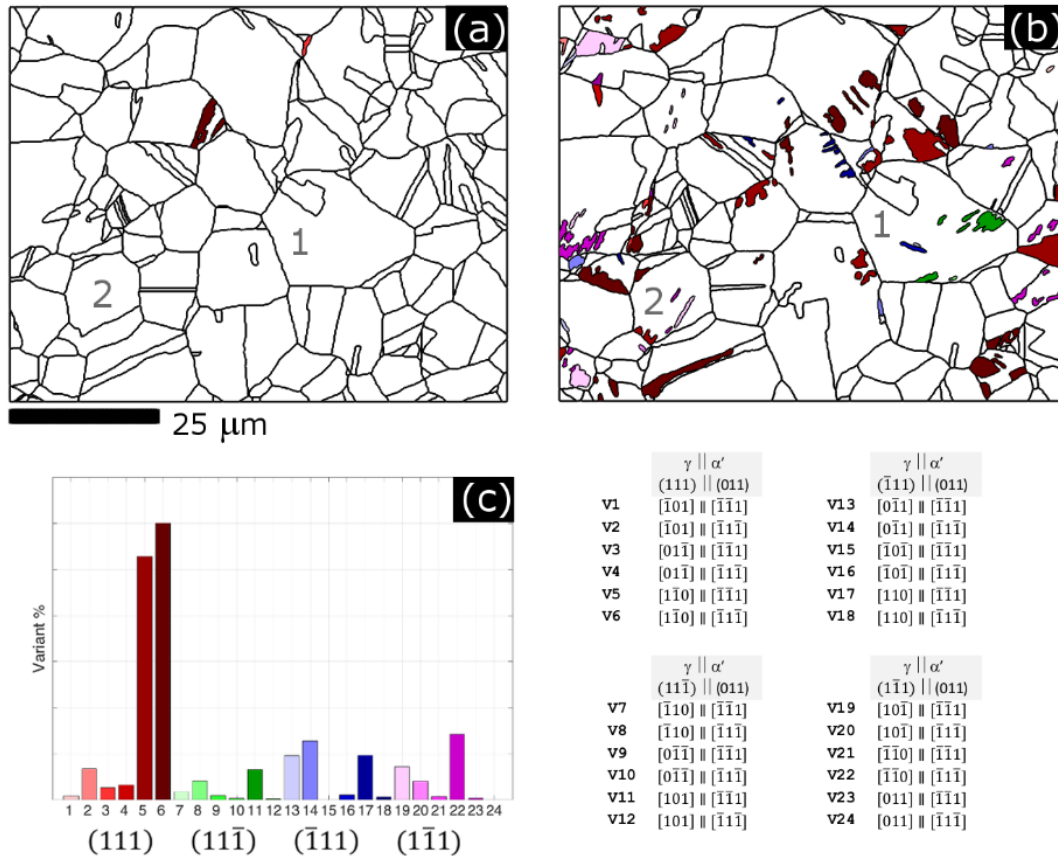 (a)
(b)
1
2
1
2
25 μm
(c)
Variant %
1 2 3 4 5 6 7 8 9 10 11 12 13 14 15 16 17 18 19 20 21 22 23 24
(111) (111̅) (1̅11) (11̅1)
γ || α′
(111) || (011)
V1 [1̅01] ∥ [1̅1̅1]
V2 [1̅01] ∥ [1̅11̅]
V3 [011̅] ∥ [1̅1̅1]
V4 [011̅] ∥ [1̅11̅]
V5 [11̅0] ∥ [1̅1̅1]
V6 [11̅0] ∥ [1̅11̅]
γ || α′
(1̅11) || (011)
V13 [01̅1] ∥ [1̅1̅1]
V14 [01̅1] ∥ [1̅11̅]
V15 [1̅01̅] ∥ [1̅1̅1]
V16 [1̅01̅] ∥ [1̅11̅]
V17 [110] ∥ [1̅1̅1]
V18 [110] ∥ [1̅11̅]
γ || α′
(111̅) || (011)
V7 [1̅10] ∥ [1̅1̅1]
V8 [1̅10] ∥ [1̅11̅]
V9 [01̅1̅] ∥ [1̅1̅1]
V10 [01̅1̅] ∥ [1̅11̅]
V11 [101] ∥ [1̅1̅1]
V12 [101] ∥ [1̅11̅]
γ || α′
(11̅1) || (011)
V19 [101̅] ∥ [1̅1̅1]
V20 [101̅] ∥ [1̅11̅]
V21 [1̅1̅0] ∥ [1̅1̅1]
V22 [1̅1̅0] ∥ [1̅11̅]
V23 [011] ∥ [1̅1̅1]
V24 [011] ∥ [1̅11̅]